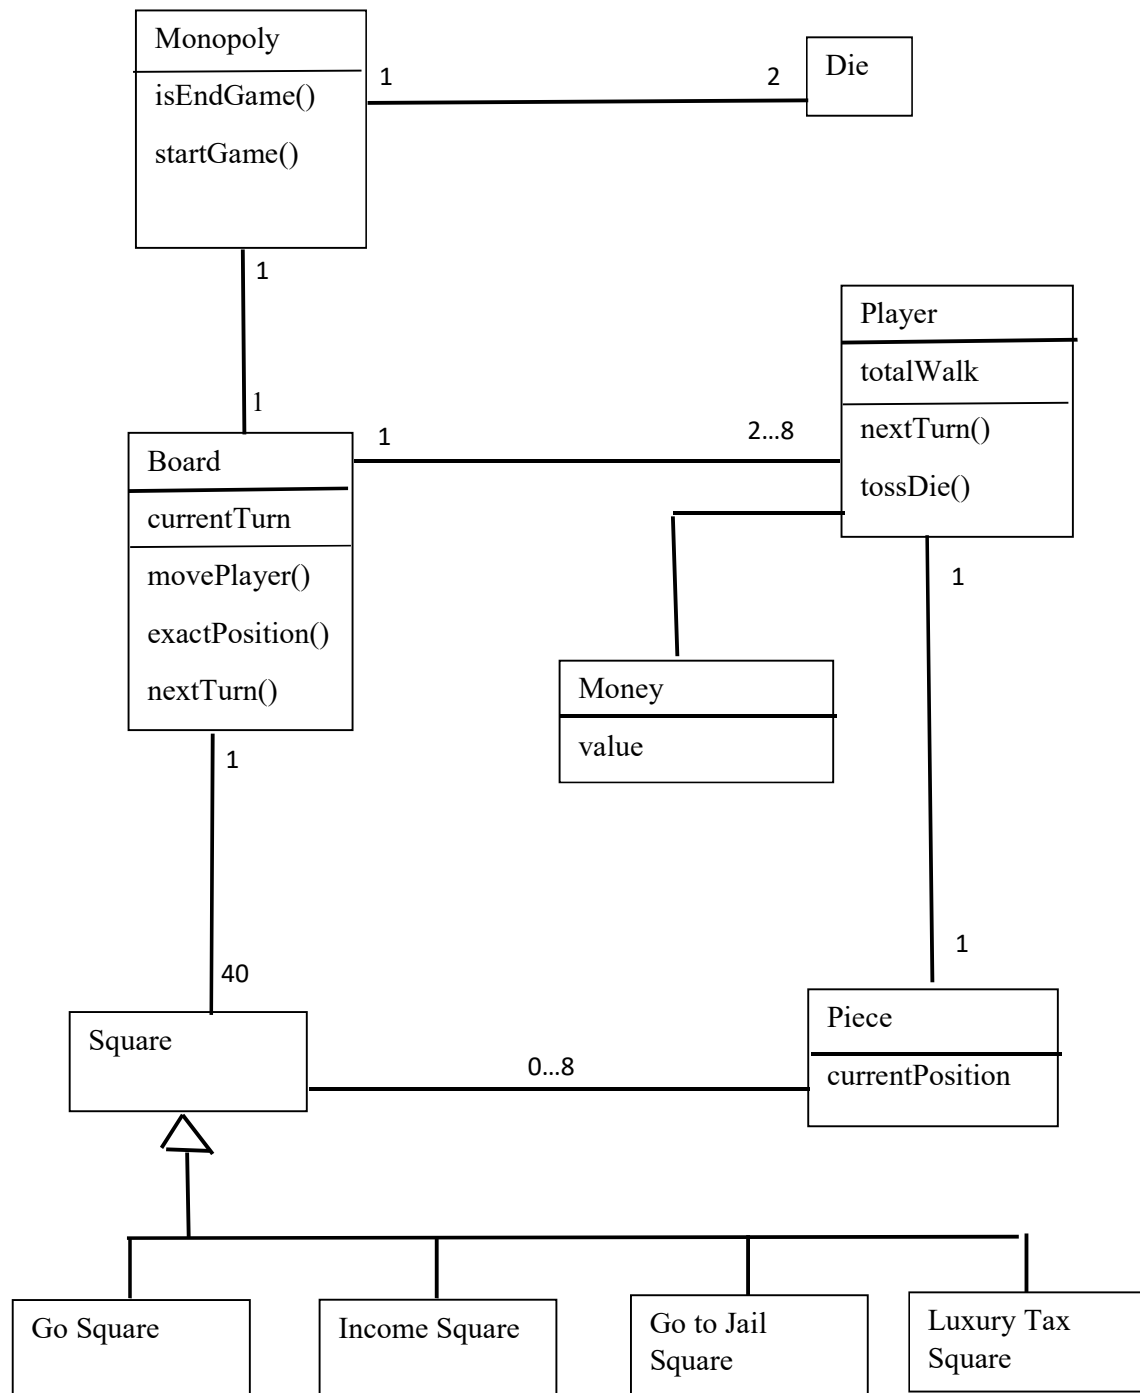 Monopoly
isEndGame()
startGame()
1
2
Die
1
1
Player
totalWalk
nextTurn()
tossDie()
1
2...8
Board
currentTurn
movePlayer()
exactPosition()
nextTurn()
1
Money
value
1
40
1
Square
0...8
Piece
currentPosition
Go Square
Income Square
Go to Jail
Square
Luxury Tax
Square